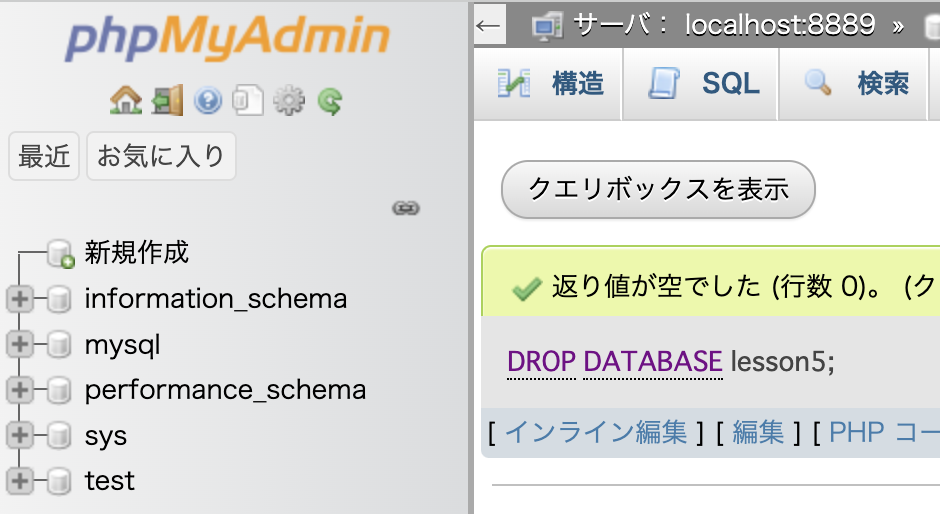 phpMyAdmin
最近 お気に入り
新規作成
information_schema
mysql
performance_schema
sys
test
← サーバ: localhost:8889 »
構造 SQL 検索
クエリボックスを表示
返り値が空でした (行数 0)。 (ク
DROP DATABASE lesson5;
[ インライン編集 ] [ 編集 ] [ PHP コー